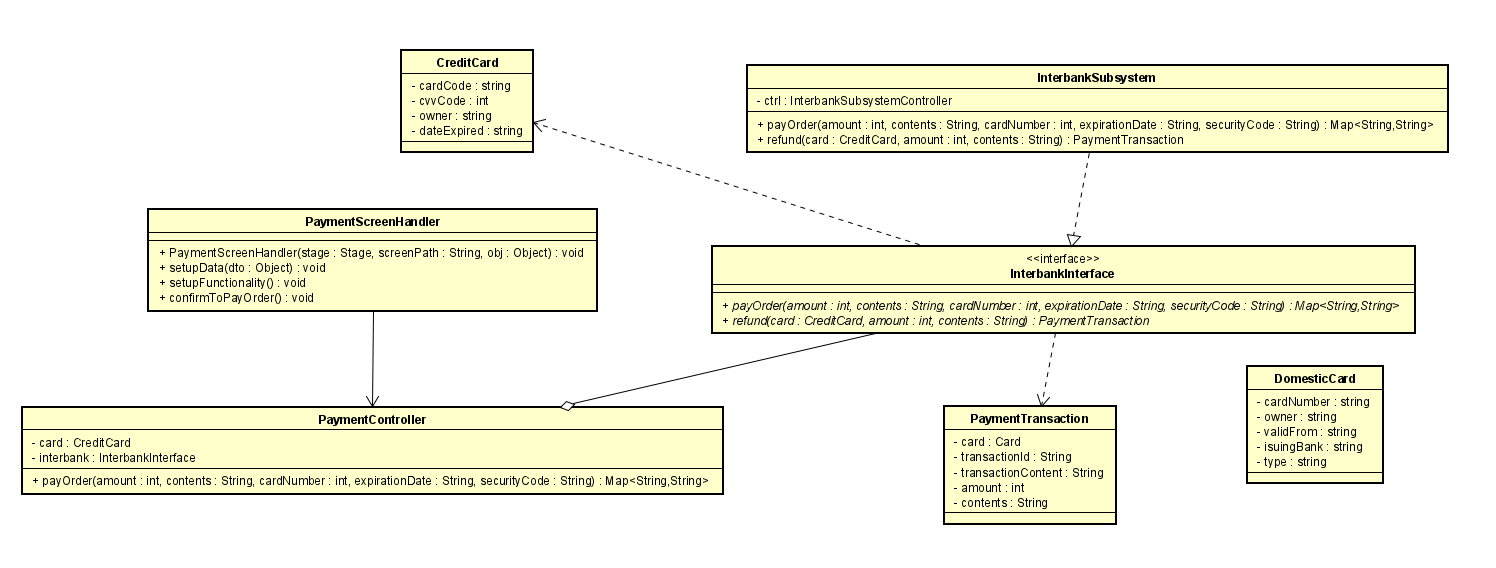 CreditCard
- cardCode : string
- cvvCode : int
- owner : string
- dateExpired : string
InterbankSubsystem
- ctrl : InterbankSubsystemController
+ payOrder(amount : int, contents : String, cardNumber : int, expirationDate : String, securityCode : String) : Map<String,String>
+ refund(card : CreditCard, amount : int, contents : String) : PaymentTransaction
PaymentScreenHandler
+ PaymentScreenHandler(stage : Stage, screenPath : String, obj : Object) : void
+ setupData(dto : Object) : void
+ setupFunctionality() : void
+ confirmToPayOrder() : void
<<interface>>
InterbankInterface
+ payOrder(amount : int, contents : String, cardNumber : int, expirationDate : String, securityCode : String) : Map<String,String>
+ refund(card : CreditCard, amount : int, contents : String) : PaymentTransaction
PaymentController
- card : CreditCard
- interbank : InterbankInterface
+ payOrder(amount : int, contents : String, cardNumber : int, expirationDate : String, securityCode : String) : Map<String,String>
PaymentTransaction
- card : Card
- transactionId : String
- transactionContent : String
- amount : int
- contents : String
DomesticCard
- cardNumber : string
- owner : string
- validFrom : string
- isuingBank : string
- type : string